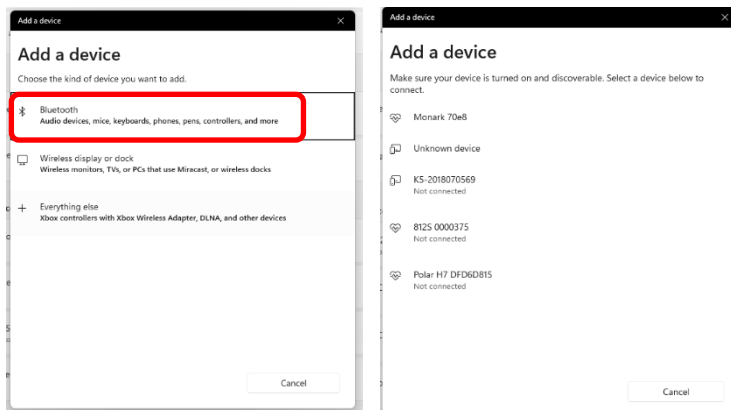 Add a device
Add a device
Choose the kind of device you want to add.
Bluetooth
Audio devices, mice, keyboards, phones, pens, controllers, and more
Wireless display or dock
Wireless monitors, TVs, or PCs that use Miracast, or wireless docks
Everything else
Xbox controllers with Xbox Wireless Adapter, DLNA, and other devices
Cancel
Add a device
Add a device
Make sure your device is turned on and discoverable. Select a device below to
connect.
Monark 70e8
Unknown device
K5-2018070569
Not connected
812S 0000375
Not connected
Polar H7 DFD6D815
Not connected
Cancel